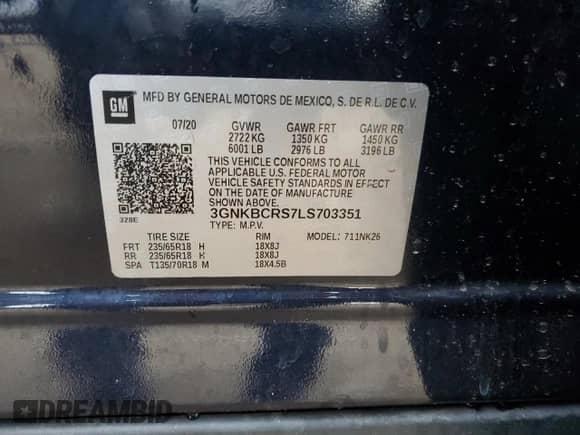 GM MFD BY GENERAL MOTORS DE MEXICO, S. DE R.L. DE C.V.
07/20 GVWR GAWR FRT GAWR RR
2722 KG 1350 KG 1450 KG
6001 LB 2976 LB 3196 LB
THIS VEHICLE CONFORMS TO ALL
APPLICABLE U.S. FEDERAL MOTOR
VEHICLE SAFETY STANDARDS IN EFFECT
ON THE DATE OF MANUFACTURE
SHOWN ABOVE.
328E 3GNKBCRS7LS703351
TYPE: M.P.V.
TIRE SIZE RIM MODEL: 711NK26
FRT 235/65R18 H 18X8J
RR 235/65R18 H 18X8J
SPA T135/70R18 M 18X4.5B
DREAMBID